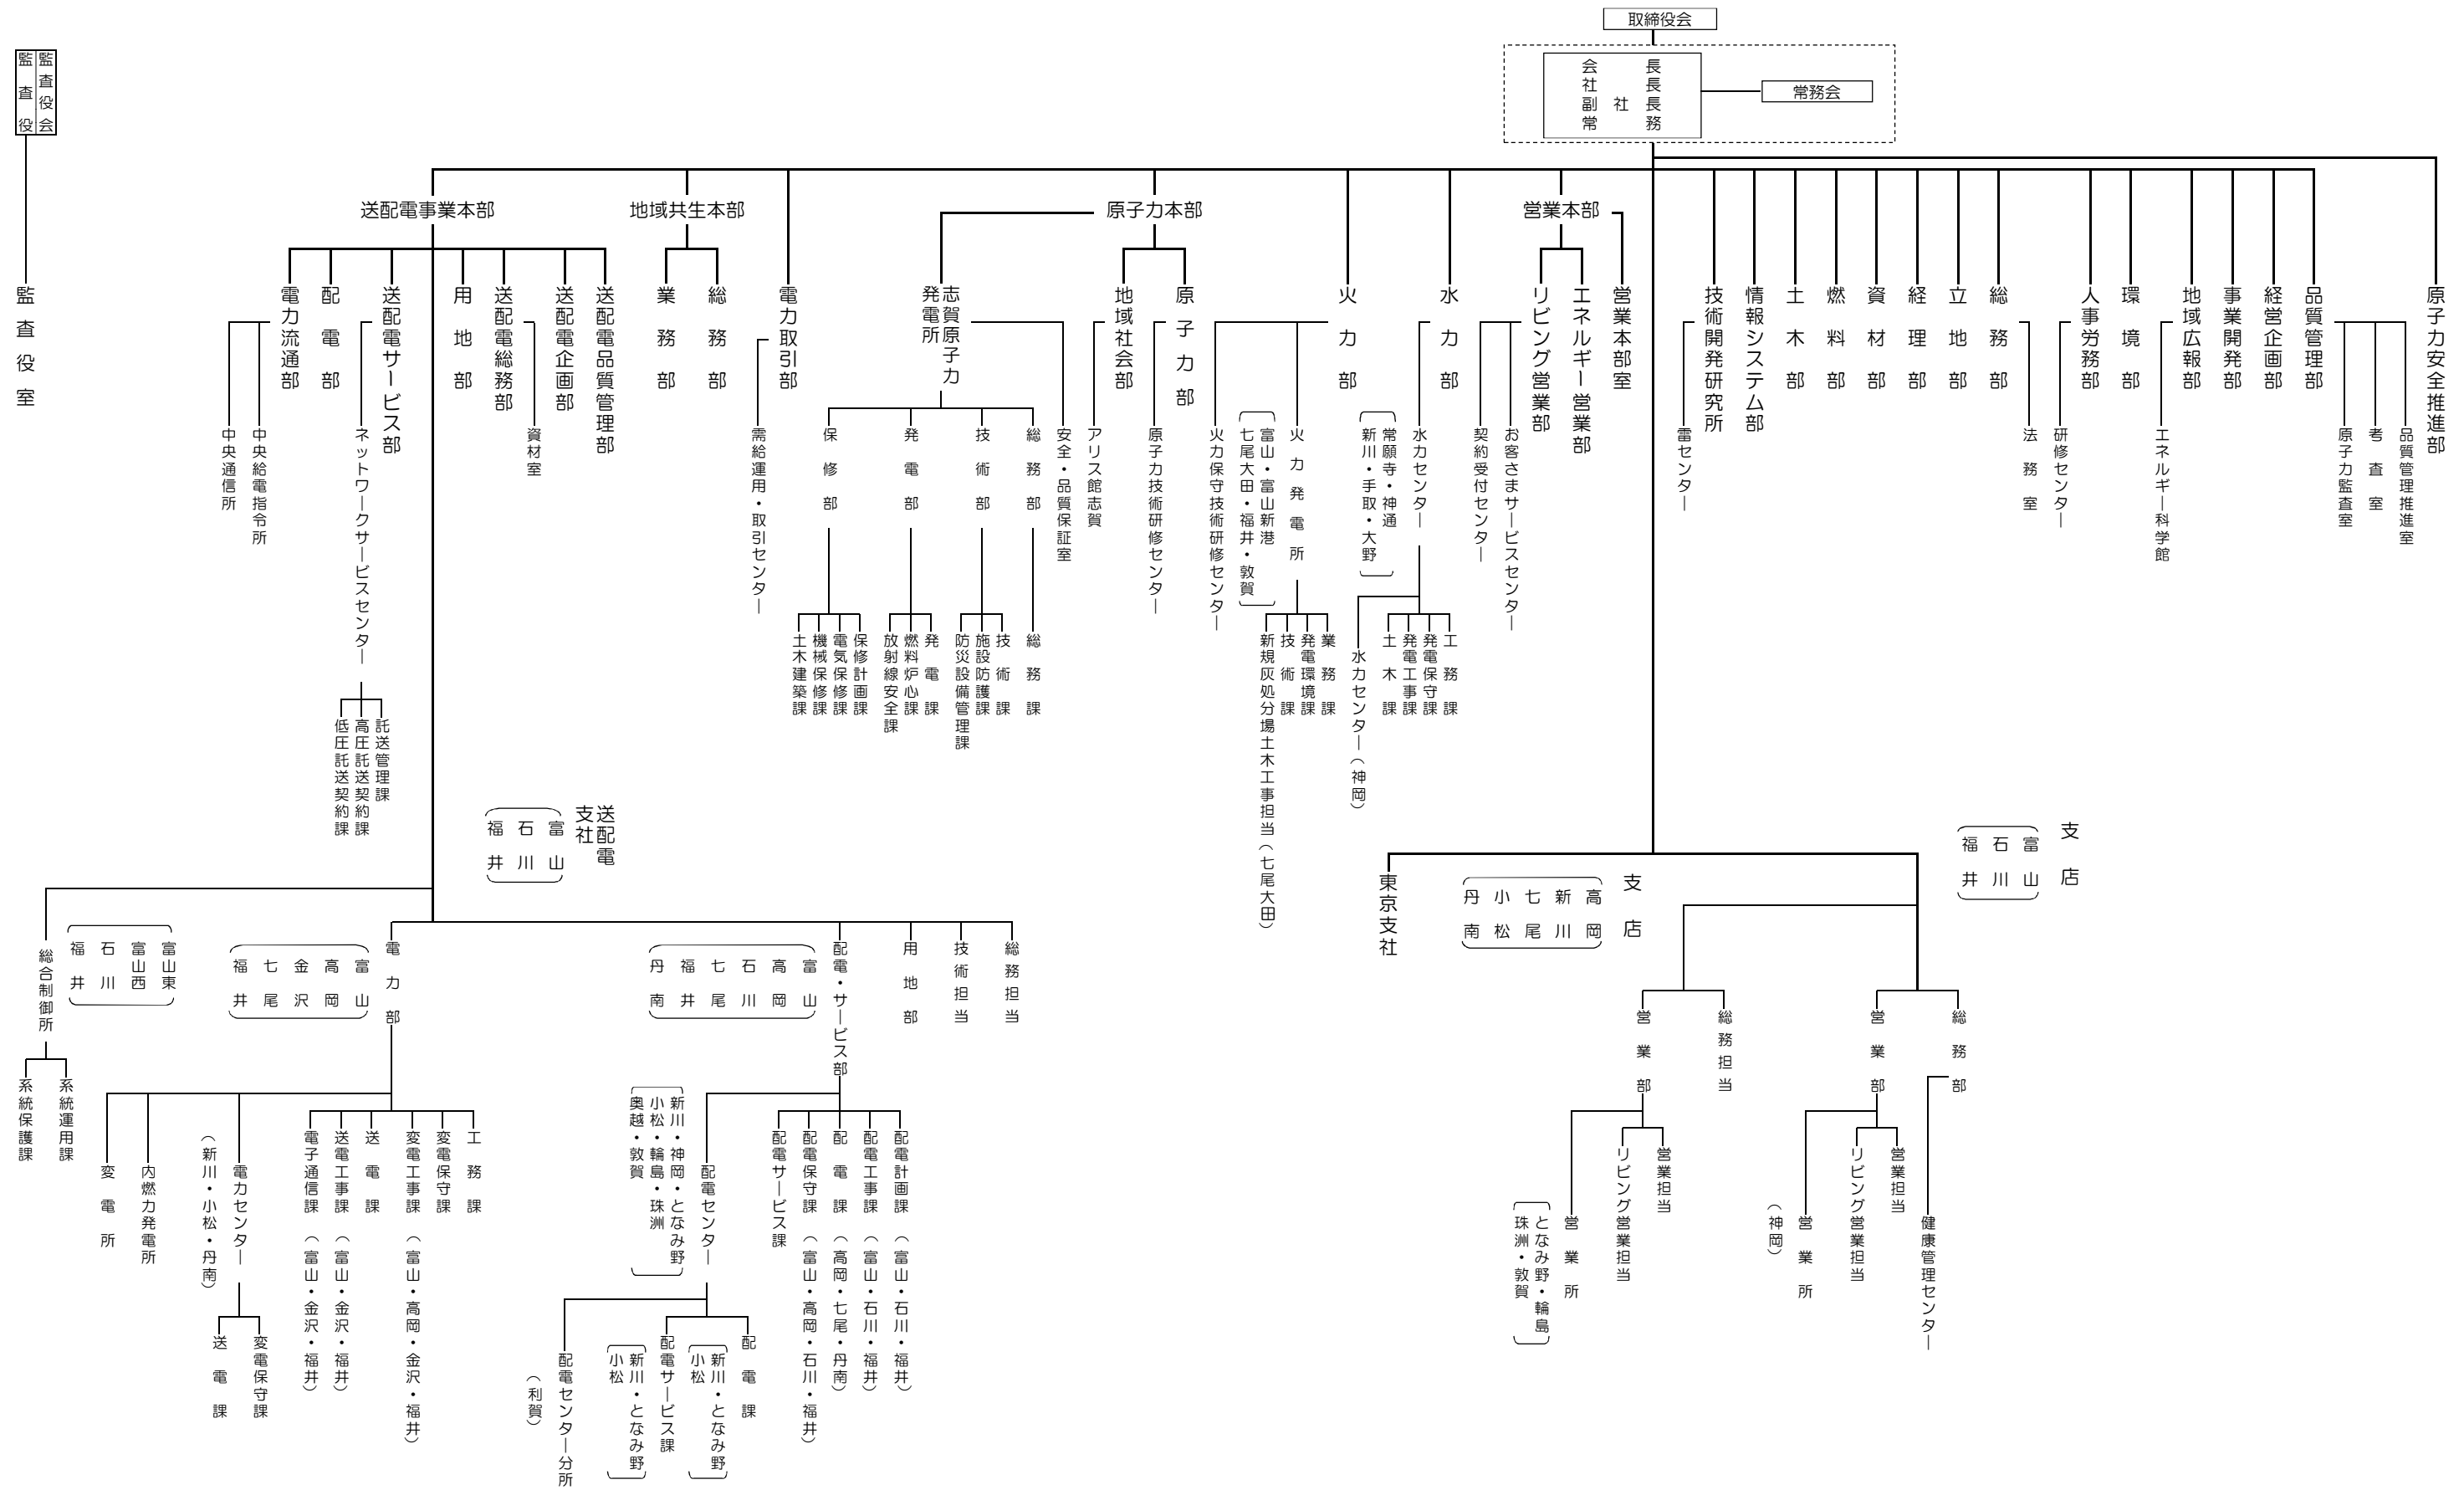 取締役会
会長
社長
副社長
常務
常務会
監査役会
監査役
監査役室
送配電事業本部
地域共生本部
原子力本部
営業本部
原子力安全推進部
品質管理部
経営企画部
事業開発部
地域広報部
環境部
人事労務部
総務部
立地部
経理部
資材部
燃料部
土木部
情報システム部
技術開発研究所
営業本部室
エネルギー営業部
リビング営業部
水力部
火力部
原子力部
地域社会部
志賀原子力
発電所
電力取引部
総務部
業務部
送配電品質管理部
送配電企画部
送配電総務部
用地部
送配電サービス部
配電部
電力流通部
品質管理推進室
考査室
原子力監査室
エネルギー科学館
研修センター
法務室
雷センター
お客さまサービスセンター
契約受付センター
水力センター
常願寺・神通
新川・手取・大野
火力発電所
富山・富山新港
七尾大田・福井・敦賀
火力保守技術研修センター
原子力技術研修センター
アリス館志賀
安全・品質保証室
総務部
技術部
発電部
保修部
需給運用・取引センター
資材室
ネットワークサービスセンター
中央給電指令所
中央通信所
工務課
発電保守課
発電工事課
土木課
水力センター（神岡）
業務課
発電環境課
技術課
新規灰処分場土木工事担当（七尾大田）
総務課
技術課
施設防護課
防災設備管理課
発電課
燃料炉心課
放射線安全課
保修計画課
電気保修課
機械保修課
土木建築課
託送管理課
高圧託送契約課
低圧託送契約課
送配電
支社
富山
石川
福井
支店
富山
石川
福井
支店
高岡
新川
七尾
小松
丹南
東京支社
総務担当
技術担当
用地部
配電・サービス部
富山
高岡
石川
七尾
福井
丹南
電力部
富山
高岡
金沢
七尾
福井
富山東
富山西
石川
福井
総合制御所
系統運用課
系統保護課
総務部
営業部
総務担当
営業部
健康管理センター
営業担当
リビング営業担当
営業所
（神岡）
営業担当
リビング営業担当
営業所
となみ野・輪島
珠洲・敦賀
配電計画課（富山・石川・福井）
配電工事課（富山・石川・福井）
配電課（高岡・七尾・丹南）
配電保守課（富山・高岡・石川・福井）
配電サービス課
配電センター
新川・神岡・となみ野
小松・輪島・珠洲
奥越・敦賀
配電課
新川・となみ野
小松
配電サービス課
新川・となみ野
小松
配電センター分所
（利賀）
工務課
変電保守課
変電工事課（富山・高岡・金沢・福井）
送電課
送電工事課（富山・金沢・福井）
電子通信課（富山・金沢・福井）
電力センター
（新川・小松・丹南）
内燃力発電所
変電所
変電保守課
送電課